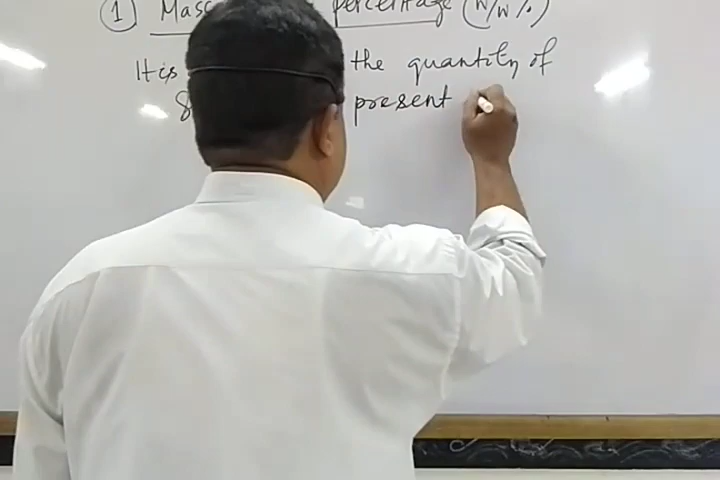 ① Mass percentage (W/W %)
It is the quantity of
present